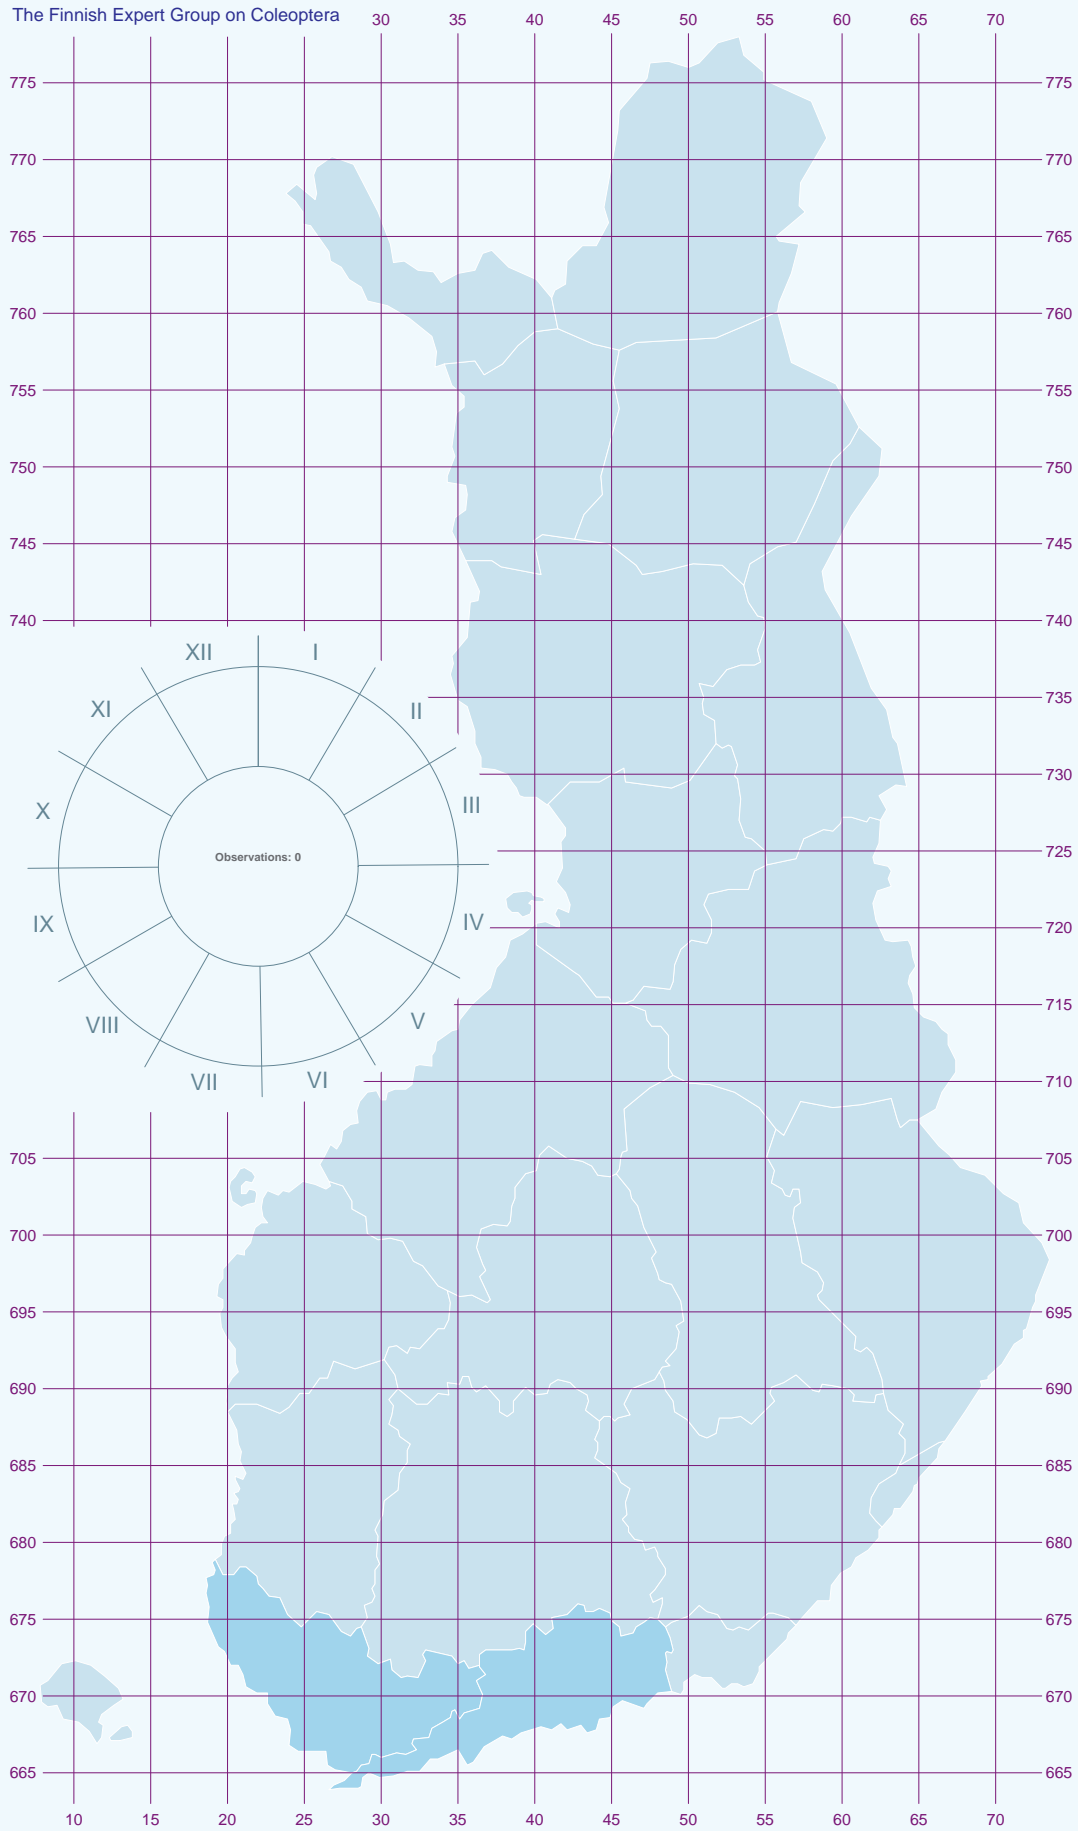 The Finnish Expert Group on Coleoptera
30 35 40 45 50 55 60 65 70
775 775
770 770
765 765
760 760
755 755
750 750
745 745
740 740
XII I
XI II
735
730
X III
725
Observations: 0
IX IV
720
715
VIII V
VII VI
710
705 705
700 700
695 695
690 690
685 685
680 680
675 675
670 670
665 665
10 15 20 25 30 35 40 45 50 55 60 65 70